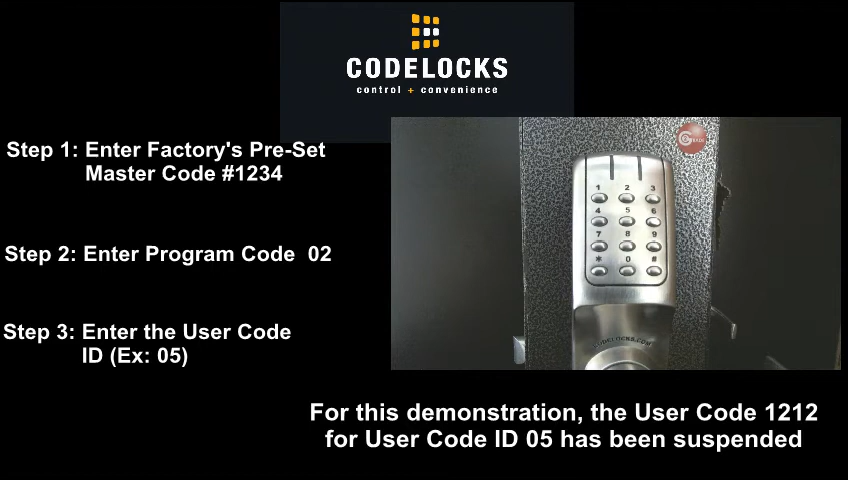 CODELOCKS
control + convenience
Step 1: Enter Factory's Pre-Set
Master Code #1234
Step 2: Enter Program Code 02
Step 3: Enter the User Code
ID (Ex: 05)
1 2 3
4 5 6
7 8 9
* 0 #
CODELOCKS.COM
For this demonstration, the User Code 1212
for User Code ID 05 has been suspended